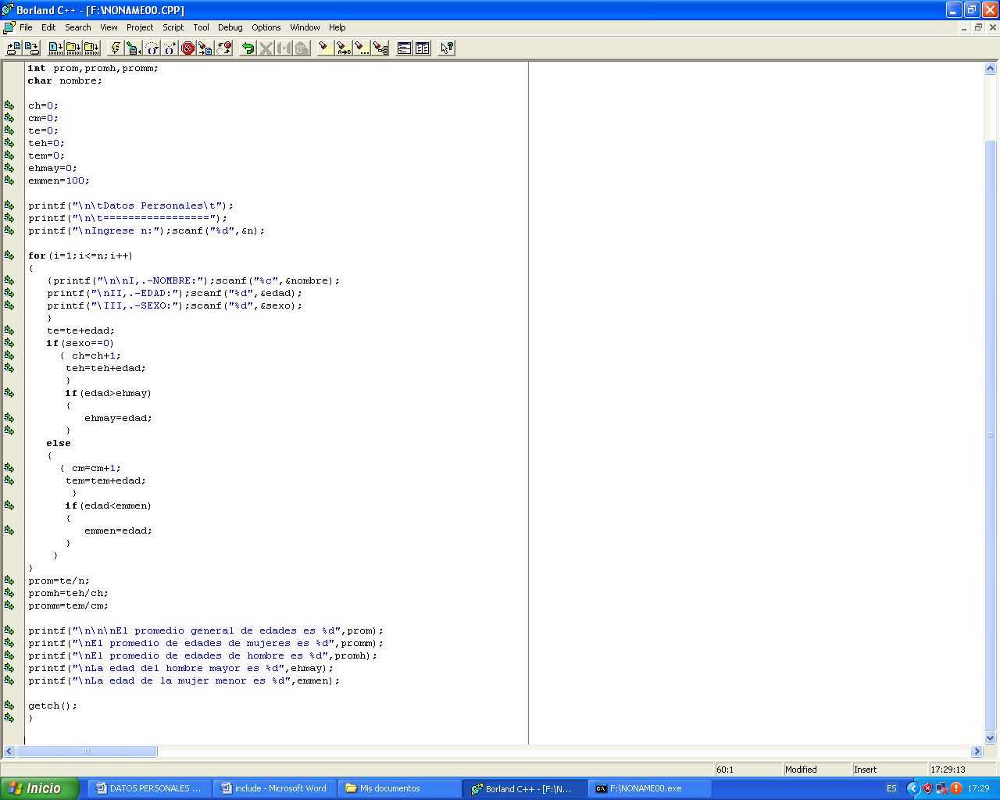 Borland C++ - [F:\NONAME00.CPP]
File Edit Search View Project Script Tool Debug Options Window Help
int prom,promh,promm;
char nombre;
ch=0;
cm=0;
te=0;
teh=0;
tem=0;
ehmay=0;
emmen=100;
printf("\n\tDatos Personales\t");
printf("\n\t=================");
printf("\nIngrese n:");scanf("%d",&n);
for(i=1;i<=n;i++)
{
{printf("\n\nI,.-NOMBRE:");scanf("%c",&nombre);
printf("\nII,.-EDAD:");scanf("%d",&edad);
printf("\III,.-SEXO:");scanf("%d",&sexo);
}
te=te+edad;
if(sexo==0)
{ ch=ch+1;
teh=teh+edad;
}
if(edad>ehmay)
{
ehmay=edad;
}
else
{
{ cm=cm+1;
tem=tem+edad;
}
if(edad<emmen)
{
emmen=edad;
}
}
}
prom=te/n;
promh=teh/ch;
promm=tem/cm;
printf("\n\n\nEl promedio general de edades es %d",prom);
printf("\nEl promedio de edades de mujeres es %d",promm);
printf("\nEl promedio de edades de hombre es %d",promh);
printf("\nLa edad del hombre mayor es %d",ehmay);
printf("\nLa edad de la mujer menor es %d",emmen);
getch();
}
60:1 Modified Insert 17:29:13
Inicio DATOS PERSONALES ... include - Microsoft Word Mis documentos Borland C++ - [F:\N... F:\NONAME00.exe ES 17:29